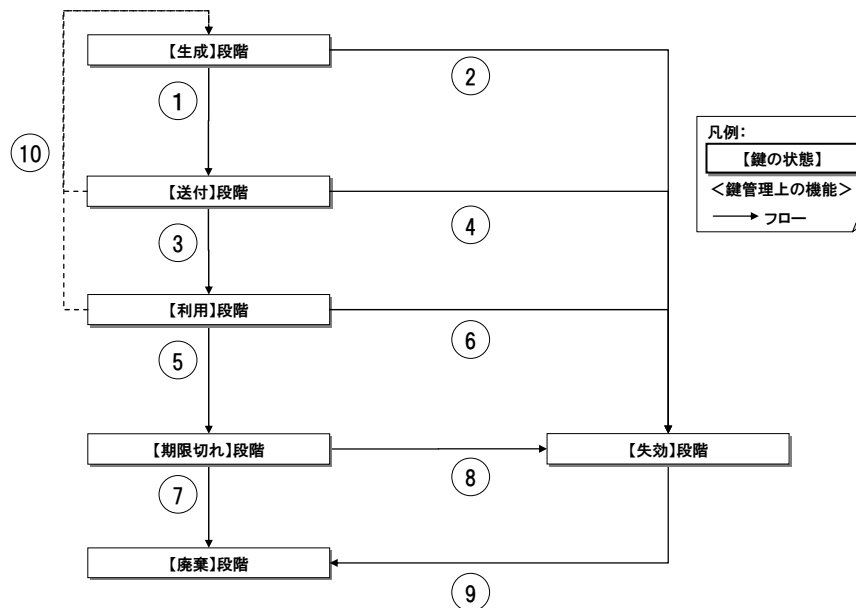 【生成】段階
②
①
凡例:
⑩
【鍵の状態】
【送付】段階
＜鍵管理上の機能＞
④
フロー
③
【利用】段階
⑥
⑤
【期限切れ】段階
【失効】段階
⑧
⑦
【廃棄】段階
⑨